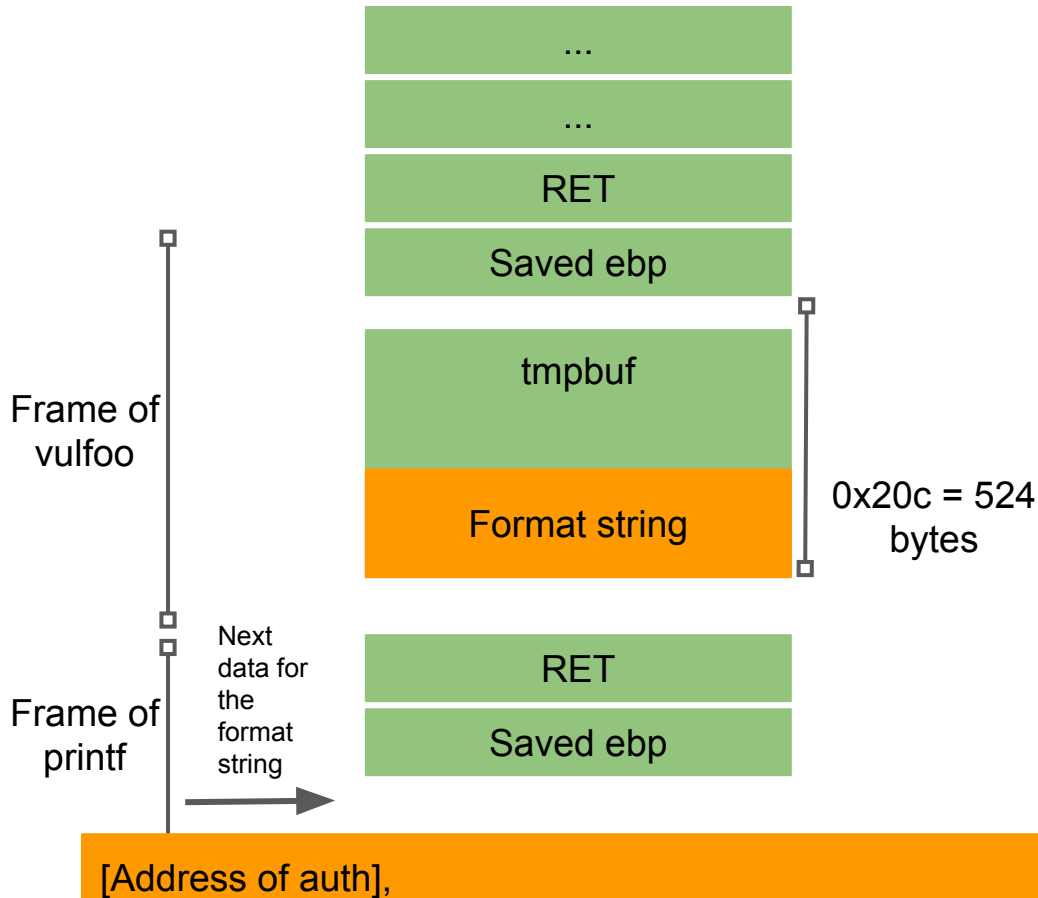 ...
...
RET
Saved ebp
tmpbuf
Frame of
vulfoo
Format string
0x20c = 524
bytes
Next
data for
the
format
string
RET
Frame of
printf
Saved ebp
[Address of auth],